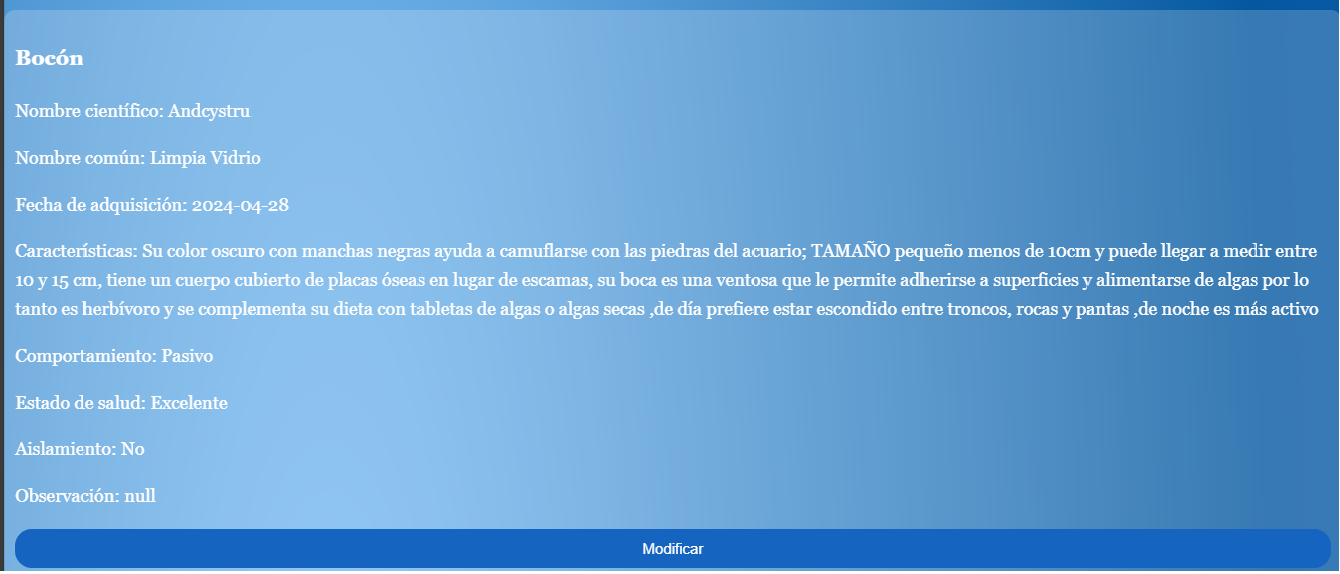 Bocón
Nombre científico: Andcystru
Nombre común: Limpia Vidrio
Fecha de adquisición: 2024-04-28
Características: Su color oscuro con manchas negras ayuda a camuflarse con las piedras del acuario; TAMAÑO pequeño menos de 10cm y puede llegar a medir entre
10 y 15 cm, tiene un cuerpo cubierto de placas óseas en lugar de escamas, su boca es una ventosa que le permite adherirse a superficies y alimentarse de algas por lo
tanto es herbívoro y se complementa su dieta con tabletas de algas o algas secas ,de día prefiere estar escondido entre troncos, rocas y pantas ,de noche es más activo
Comportamiento: Pasivo
Estado de salud: Excelente
Aislamiento: No
Observación: null
Modificar